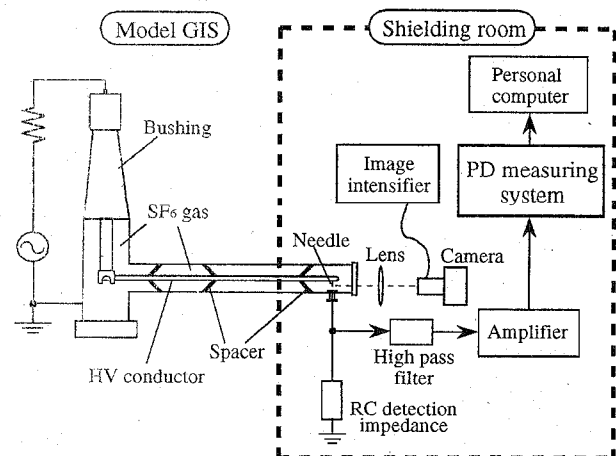 Model GIS
Shielding room
Personal
computer
Bushing
Image
intensifier
PD measuring
system
SF6 gas
Needle
Lens
Camera
Spacer
High pass
filter
Amplifier
HV conductor
RC detection
impedance